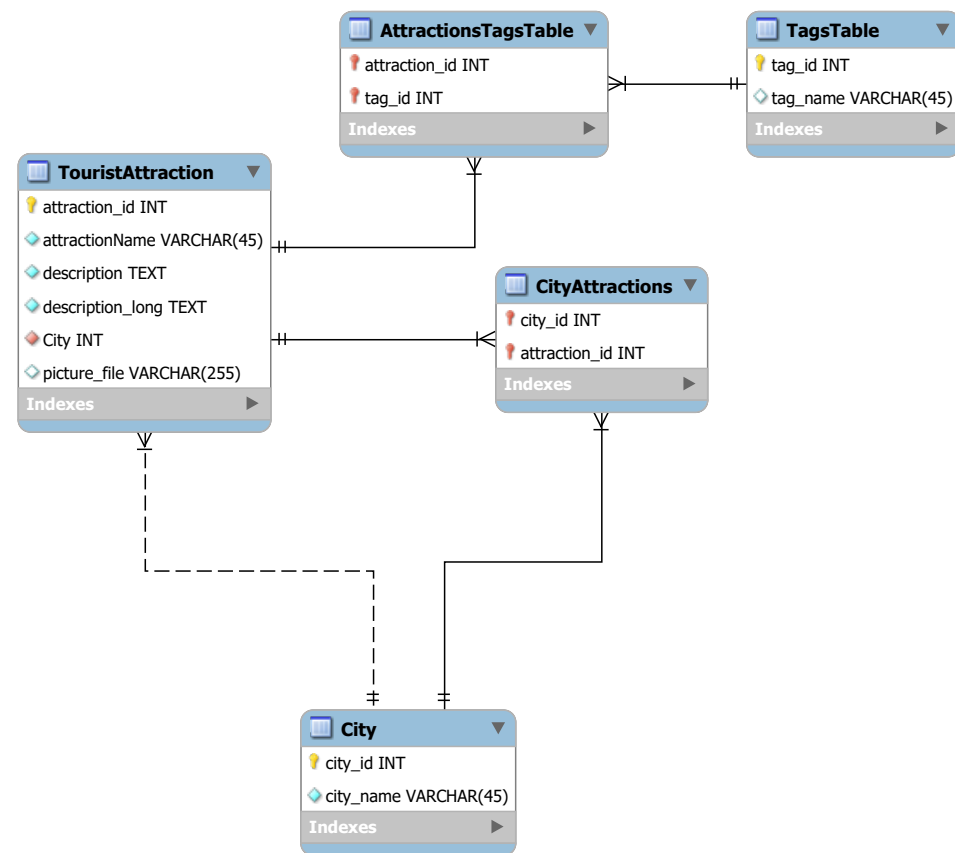 AttractionsTagsTable
attraction_id INT
tag_id INT
Indexes
TagsTable
tag_id INT
tag_name VARCHAR(45)
Indexes
TouristAttraction
attraction_id INT
attractionName VARCHAR(45)
description TEXT
description_long TEXT
City INT
picture_file VARCHAR(255)
Indexes
CityAttractions
city_id INT
attraction_id INT
Indexes
City
city_id INT
city_name VARCHAR(45)
Indexes